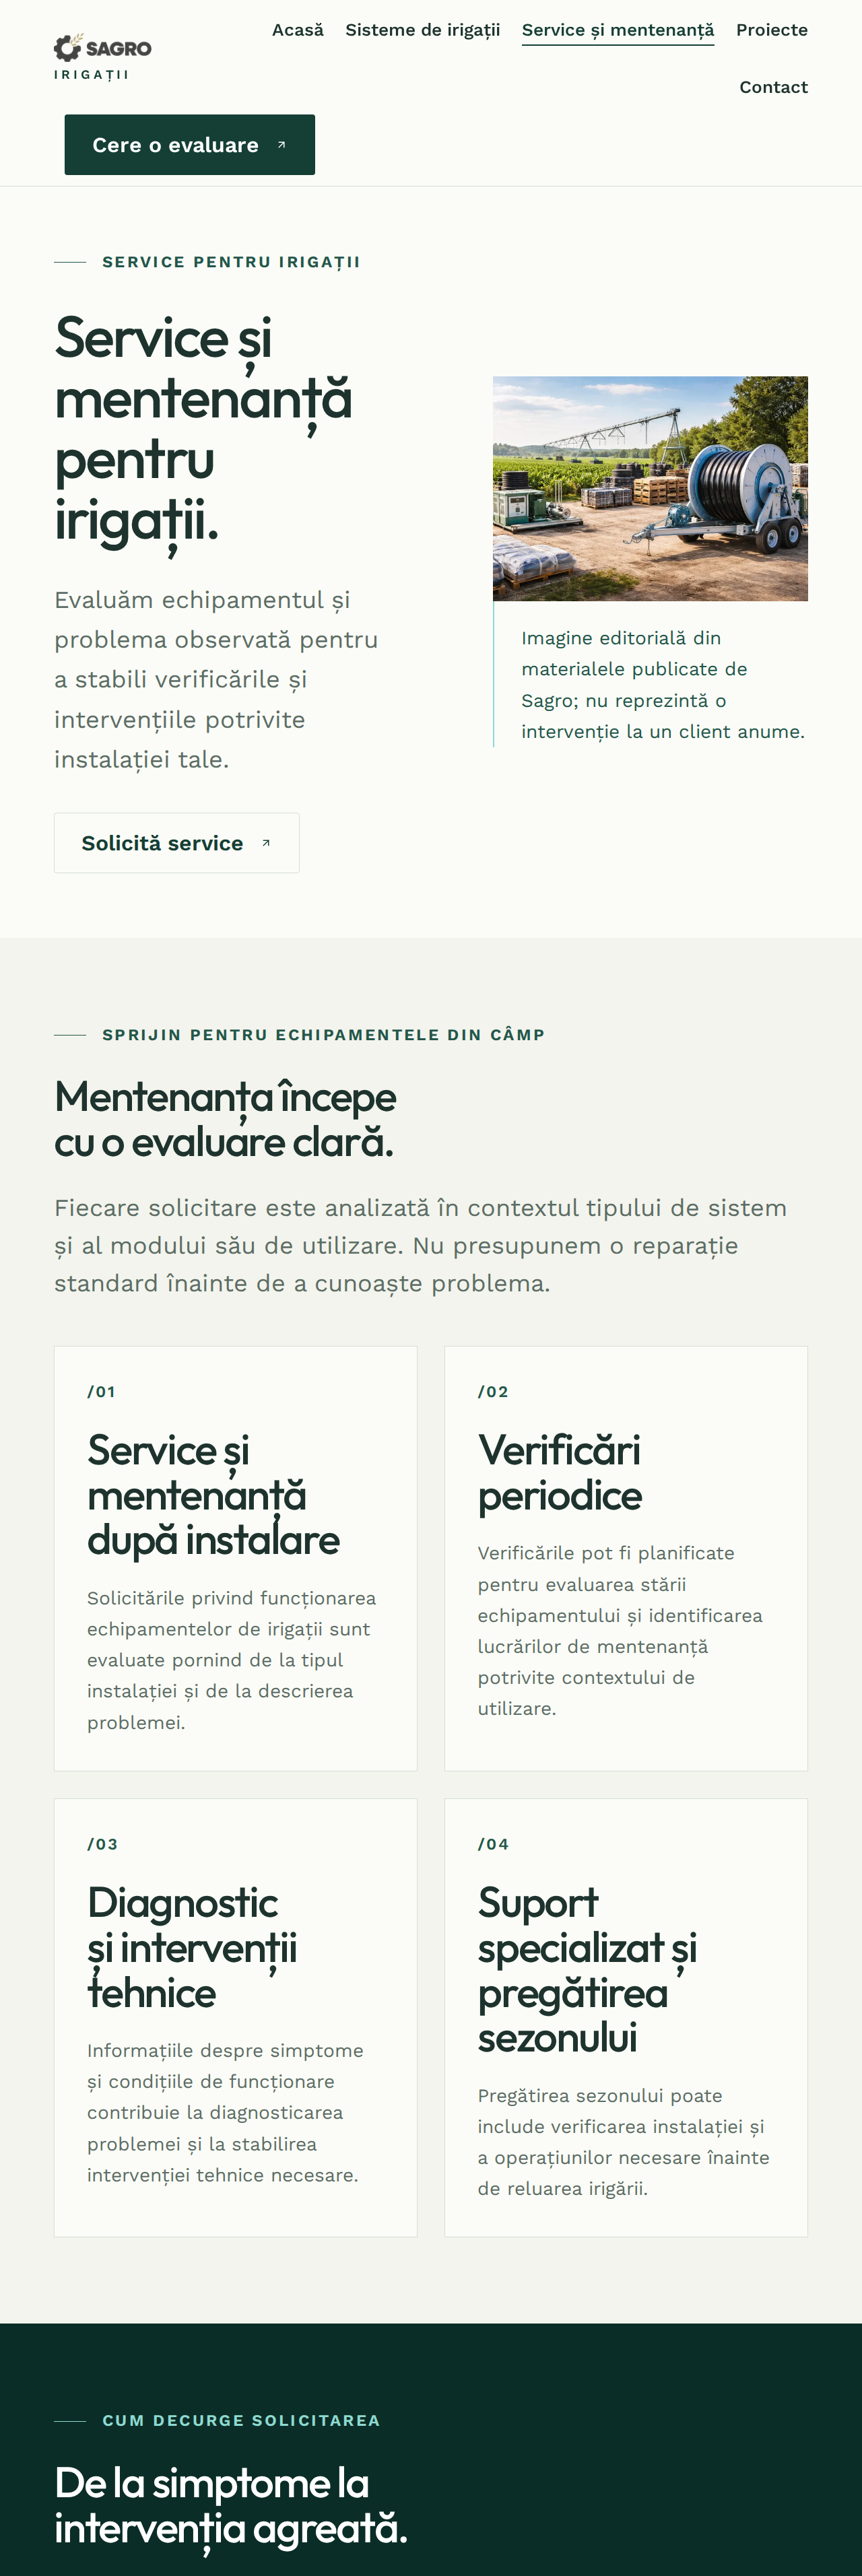 SAGRO
IRIGAȚII
Acasă
Sisteme de irigații
Service și mentenanță
Proiecte
Contact
Cere o evaluare
SERVICE PENTRU IRIGAȚII
Service și
mentenanță
pentru
irigații.
Evaluăm echipamentul și
problema observată pentru
a stabili verificările și
intervențiile potrivite
instalației tale.
Solicită service
Imagine editorială din
materialele publicate de
Sagro; nu reprezintă o
intervenție la un client anume.
SPRIJIN PENTRU ECHIPAMENTELE DIN CÂMP
Mentenanța începe
cu o evaluare clară.
Fiecare solicitare este analizată în contextul tipului de sistem
și al modului său de utilizare. Nu presupunem o reparație
standard înainte de a cunoaște problema.
/01
Service și
mentenanță
după instalare
Solicitările privind funcționarea
echipamentelor de irigații sunt
evaluate pornind de la tipul
instalației și de la descrierea
problemei.
/02
Verificări
periodice
Verificările pot fi planificate
pentru evaluarea stării
echipamentului și identificarea
lucrărilor de mentenanță
potrivite contextului de
utilizare.
/03
Diagnostic
și intervenții
tehnice
Informațiile despre simptome
și condițiile de funcționare
contribuie la diagnosticarea
problemei și la stabilirea
intervenției tehnice necesare.
/04
Suport
specializat și
pregătirea
sezonului
Pregătirea sezonului poate
include verificarea instalației și
a operațiunilor necesare înainte
de reluarea irigării.
CUM DECURGE SOLICITAREA
De la simptome la
intervenția agreată.